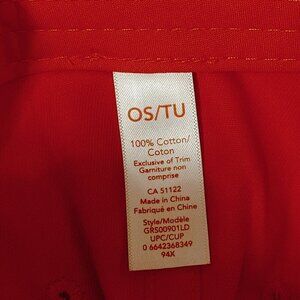 OS/TU
100% Cotton/
Coton
Exclusive of Trim
Garniture non
comprise
CA 51122
Made in China
Fabriqué en Chine
Style/Modèle
GRS00901LD
UPC/CUP
0 6642368349
94X